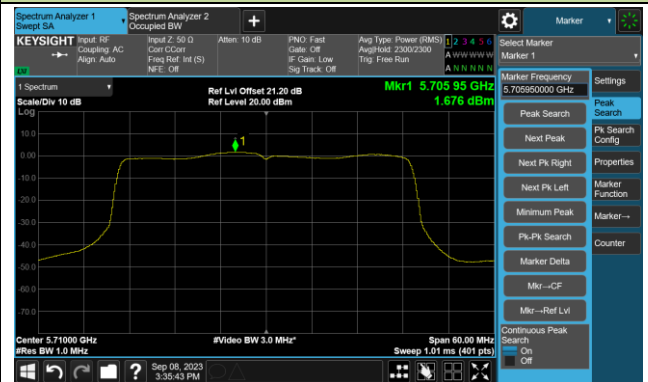 Spectrum Analyzer 1
Swept SA
Spectrum Analyzer 2
Occupied BW
Marker
KEYSIGHT
Input: RF
Coupling: AC
Align: Auto
Input Z: 50 Ω
Corr CCorr
Freq Ref: Int (S)
NFE: Off
Atten: 10 dB
PNO: Fast
Gate: Off
IF Gain: Low
Sig Track: Off
Avg Type: Power (RMS)
Avg|Hold: 2300/2300
Trig: Free Run
1 2 3 4 5 6
A W W W W W
A N N N N N
Select Marker
Marker 1
1 Spectrum
Ref Lvl Offset 21.20 dB
Mkr1 5.705 95 GHz
Scale/Div 10 dB
Ref Level 20.00 dBm
1.676 dBm
Log
10.0
0.00
-10.0
-20.0
-30.0
-40.0
-50.0
-60.0
-70.0
1
Center 5.71000 GHz
#Video BW 3.0 MHz*
Span 60.00 MHz
#Res BW 1.0 MHz
Sweep 1.01 ms (401 pts)
Marker Frequency
5.705950000 GHz
Peak Search
Next Peak
Next Pk Right
Next Pk Left
Minimum Peak
Pk-Pk Search
Marker Delta
Mkr→CF
Mkr→Ref Lvl
Continuous Peak
Search
On
Off
Settings
Peak
Search
Pk Search
Config
Properties
Marker
Function
Marker→
Counter
?
Sep 08, 2023
3:35:43 PM